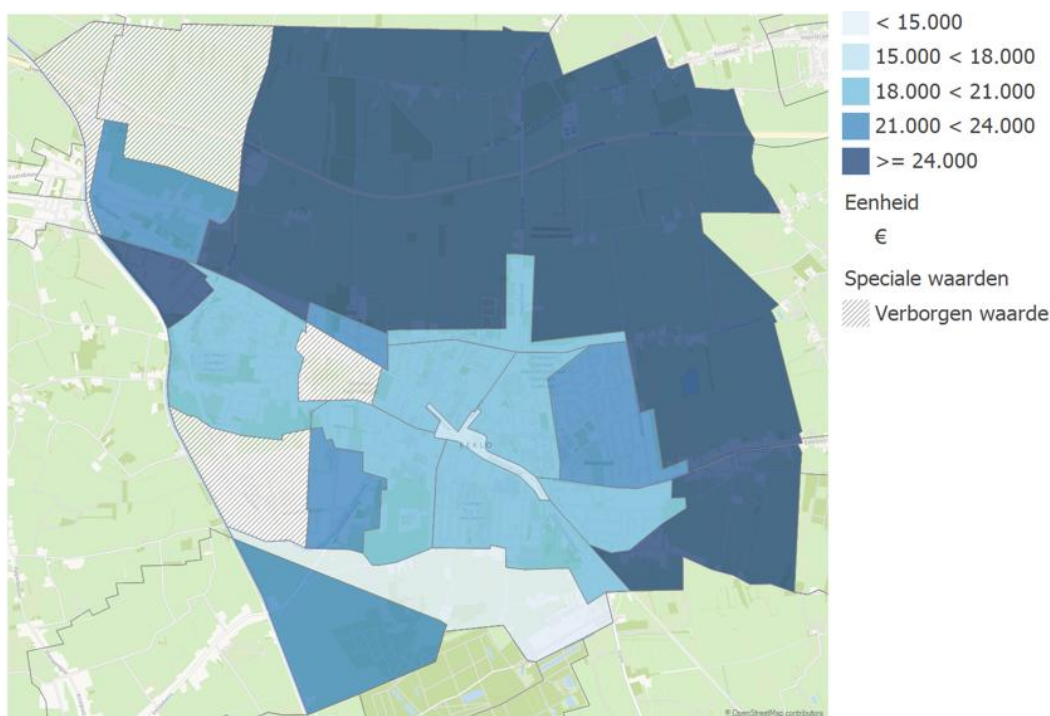 < 15.000
15.000 < 18.000
18.000 < 21.000
21.000 < 24.000
>= 24.000
Eenheid
€
Speciale waarden
Verborgen waarde
EEKLO
© OpenStreetMap contributors